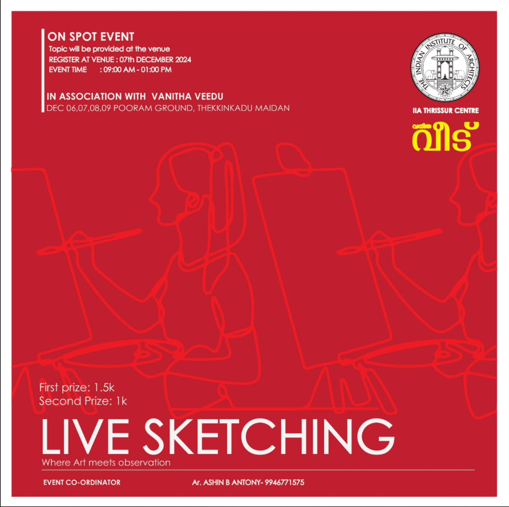 ON SPOT EVENT
Topic will be provided at the venue
REGISTER AT VENUE : 07th DECEMBER 2024
EVENT TIME : 09:00 AM - 01:00 PM
IN ASSOCIATION WITH VANITHA VEEDU
DEC 06,07,08,09 POORAM GROUND, THEKKINKADU MAIDAN
THE INDIAN INSTITUTE OF ARCHITECTS
IIA THRISSUR CENTRE
വനിത
വീട്
First prize: 1.5k
Second Prize: 1k
LIVE SKETCHING
Where Art meets observation
EVENT CO-ORDINATOR Ar. ASHIN B ANTONY- 9946771575